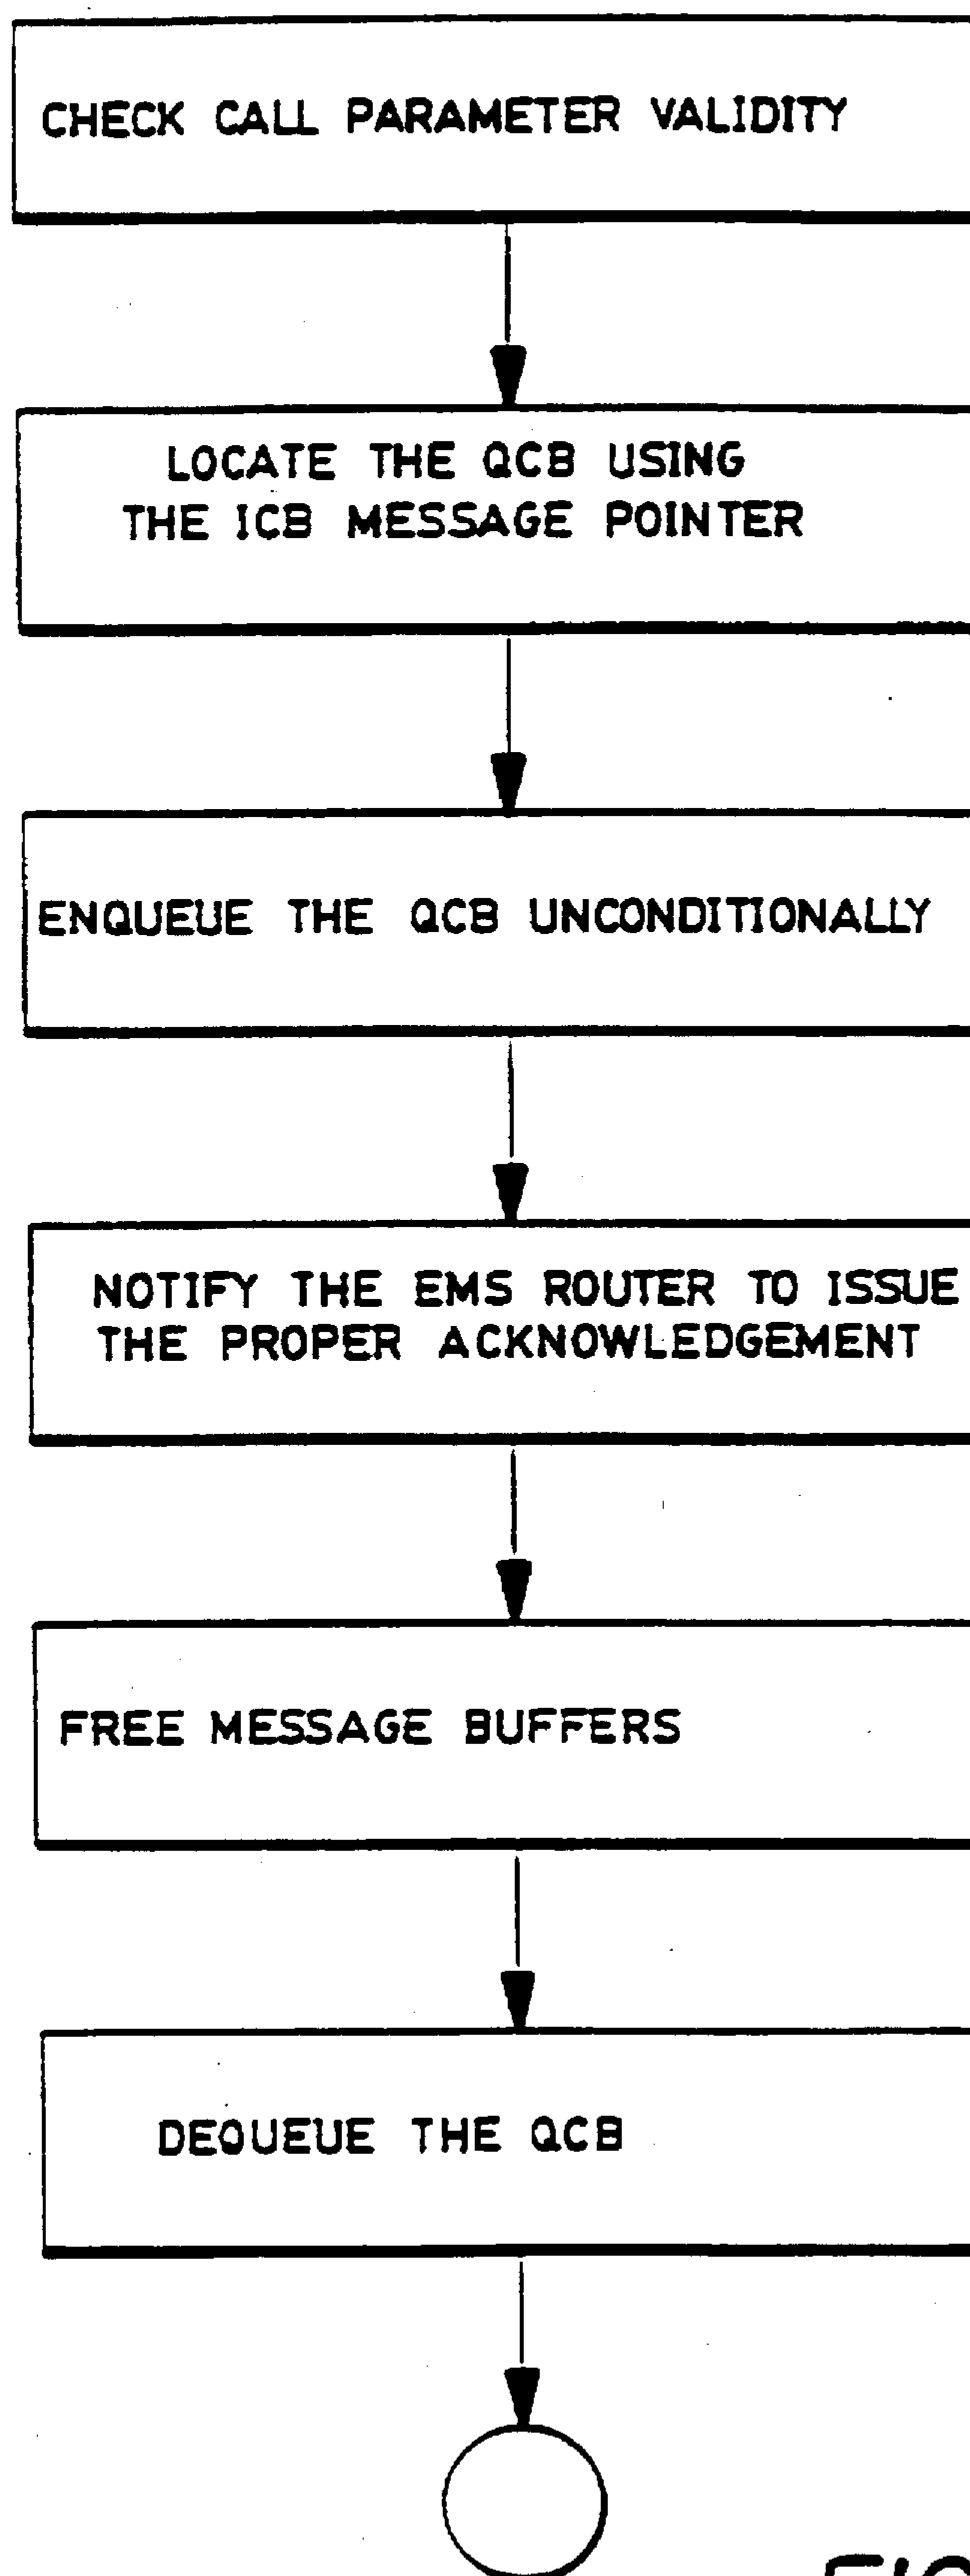 CHECK CALL PARAMETER VALIDITY
LOCATE THE QCB USING
THE ICB MESSAGE POINTER
ENQUEUE THE QCB UNCONDITIONALLY
NOTIFY THE EMS ROUTER TO ISSUE
THE PROPER ACKNOWLEDGEMENT
FREE MESSAGE BUFFERS
DEQUEUE THE QCB